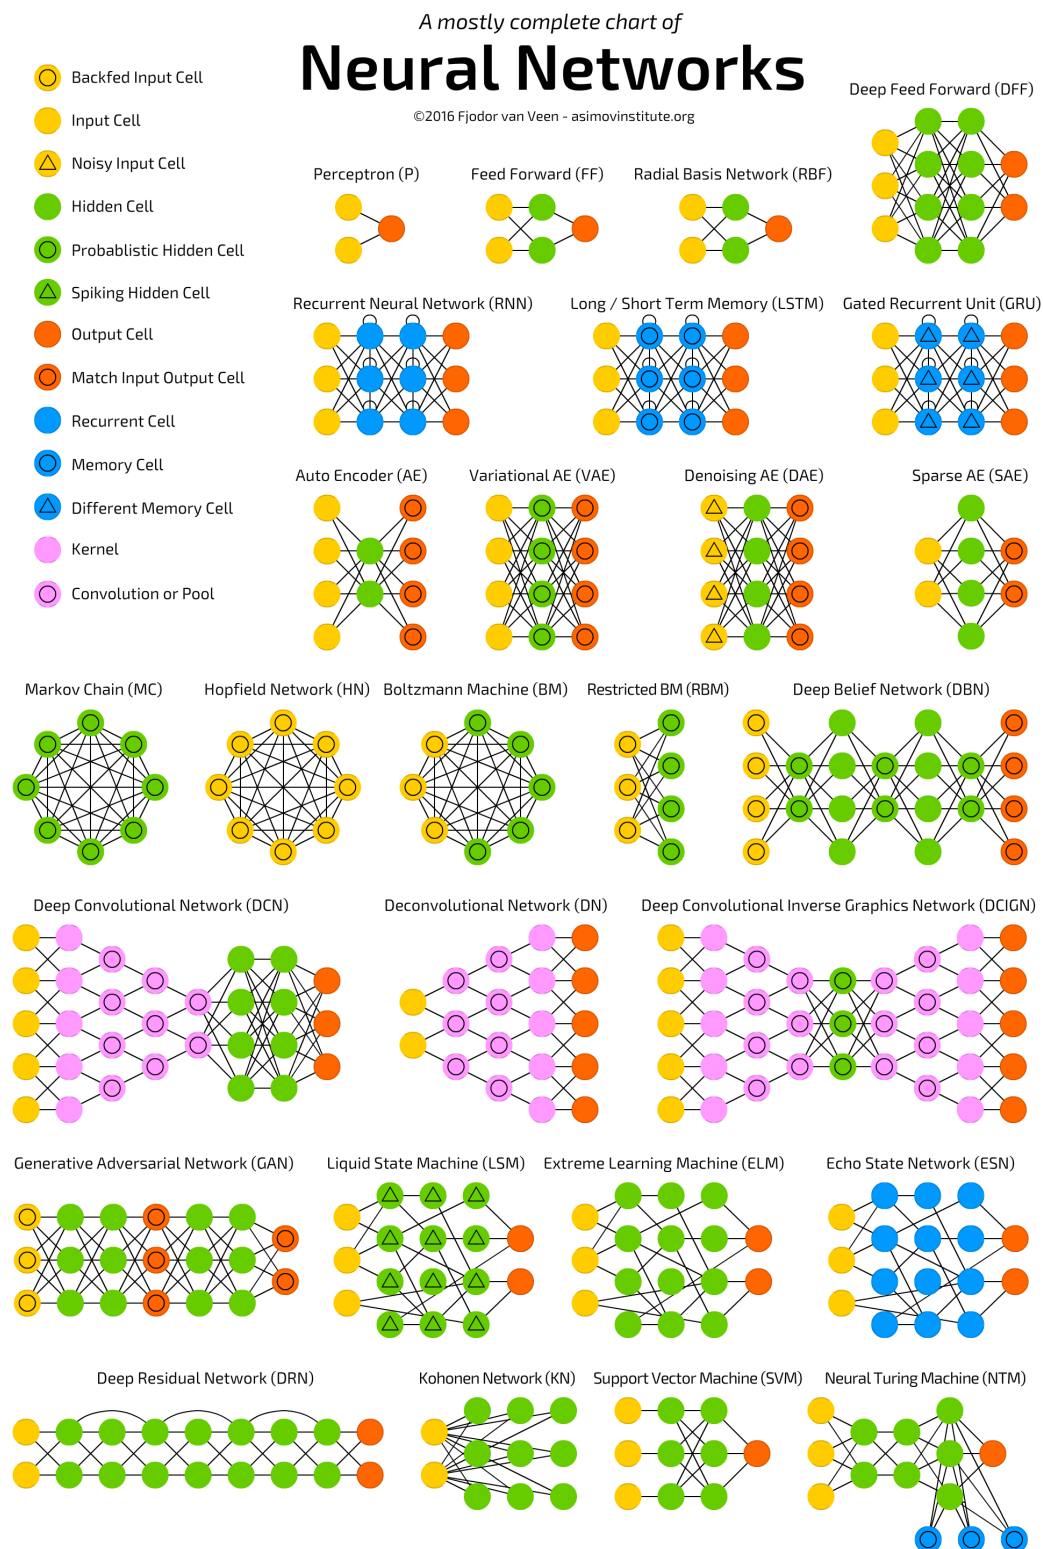 A mostly complete chart of
Neural Networks
©2016 Fjodor van Veen - asimovinstitute.org
Backfed Input Cell
Input Cell
Noisy Input Cell
Hidden Cell
Probablistic Hidden Cell
Spiking Hidden Cell
Output Cell
Match Input Output Cell
Recurrent Cell
Memory Cell
Different Memory Cell
Kernel
Convolution or Pool
Deep Feed Forward (DFF)
Perceptron (P)
Feed Forward (FF)
Radial Basis Network (RBF)
Recurrent Neural Network (RNN)
Long / Short Term Memory (LSTM)
Gated Recurrent Unit (GRU)
Auto Encoder (AE)
Variational AE (VAE)
Denoising AE (DAE)
Sparse AE (SAE)
Markov Chain (MC)
Hopfield Network (HN)
Boltzmann Machine (BM)
Restricted BM (RBM)
Deep Belief Network (DBN)
Deep Convolutional Network (DCN)
Deconvolutional Network (DN)
Deep Convolutional Inverse Graphics Network (DCIGN)
Generative Adversarial Network (GAN)
Liquid State Machine (LSM)
Extreme Learning Machine (ELM)
Echo State Network (ESN)
Deep Residual Network (DRN)
Kohonen Network (KN)
Support Vector Machine (SVM)
Neural Turing Machine (NTM)